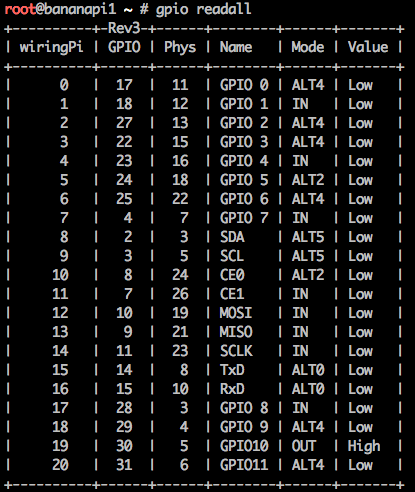 root@bananapi1 ~ # gpio readall
+----------+-Rev3-+------+--------+------+-------+
| wiringPi | GPIO | Phys | Name   | Mode | Value |
+----------+------+------+--------+------+-------+
|      0   |  17  |  11  | GPIO 0 | ALT4 | Low   |
|      1   |  18  |  12  | GPIO 1 | IN   | Low   |
|      2   |  27  |  13  | GPIO 2 | ALT4 | Low   |
|      3   |  22  |  15  | GPIO 3 | ALT4 | Low   |
|      4   |  23  |  16  | GPIO 4 | IN   | Low   |
|      5   |  24  |  18  | GPIO 5 | ALT2 | Low   |
|      6   |  25  |  22  | GPIO 6 | ALT4 | Low   |
|      7   |   4  |   7  | GPIO 7 | IN   | Low   |
|      8   |   2  |   3  | SDA    | ALT5 | Low   |
|      9   |   3  |   5  | SCL    | ALT5 | Low   |
|     10   |   8  |  24  | CE0    | ALT2 | Low   |
|     11   |   7  |  26  | CE1    | IN   | Low   |
|     12   |  10  |  19  | MOSI   | IN   | Low   |
|     13   |   9  |  21  | MISO   | IN   | Low   |
|     14   |  11  |  23  | SCLK   | IN   | Low   |
|     15   |  14  |   8  | TxD    | ALT0 | Low   |
|     16   |  15  |  10  | RxD    | ALT0 | Low   |
|     17   |  28  |   3  | GPIO 8 | IN   | Low   |
|     18   |  29  |   4  | GPIO 9 | ALT4 | Low   |
|     19   |  30  |   5  | GPIO10 | OUT  | High  |
|     20   |  31  |   6  | GPIO11 | ALT4 | Low   |
+----------+------+------+--------+------+-------+